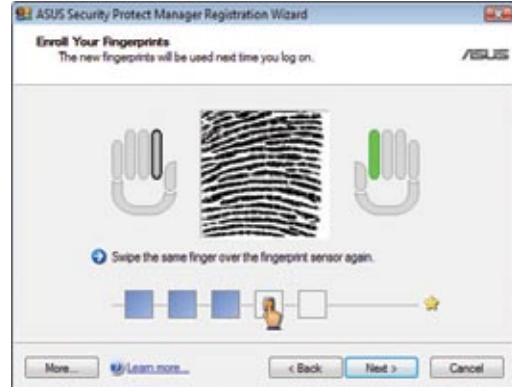 ASUS Security Protect Manager Registration Wizard
Enroll Your Fingerprints
The new fingerprints will be used next time you log on.
ASUS
Swipe the same finger over the fingerprint sensor again.
More... Learn more... < Back Next > Cancel